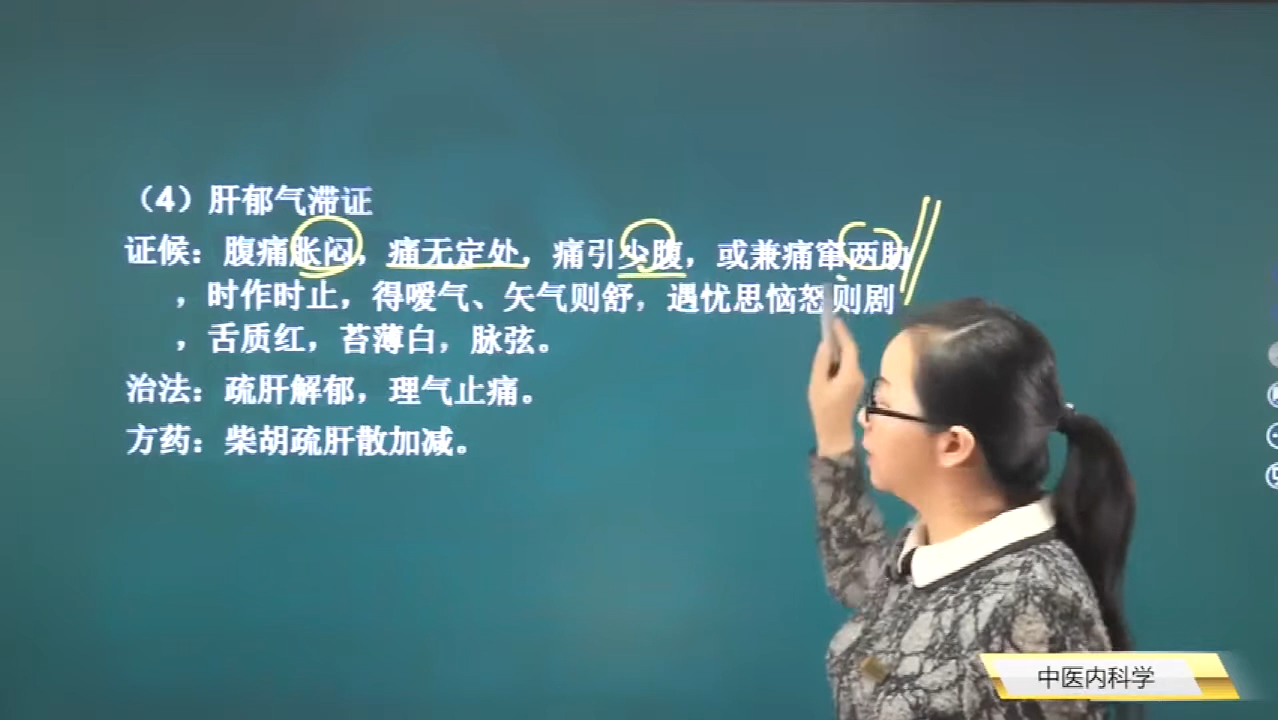 （4）肝郁气滞证
证候：腹痛胀闷，痛无定处，痛引少腹，或兼痛窜两胁
，时作时止，得嗳气、矢气则舒，遇忧思恼怒则剧
，舌质红，苔薄白，脉弦。
治法：疏肝解郁，理气止痛。
方药：柴胡疏肝散加减。
中医内科学